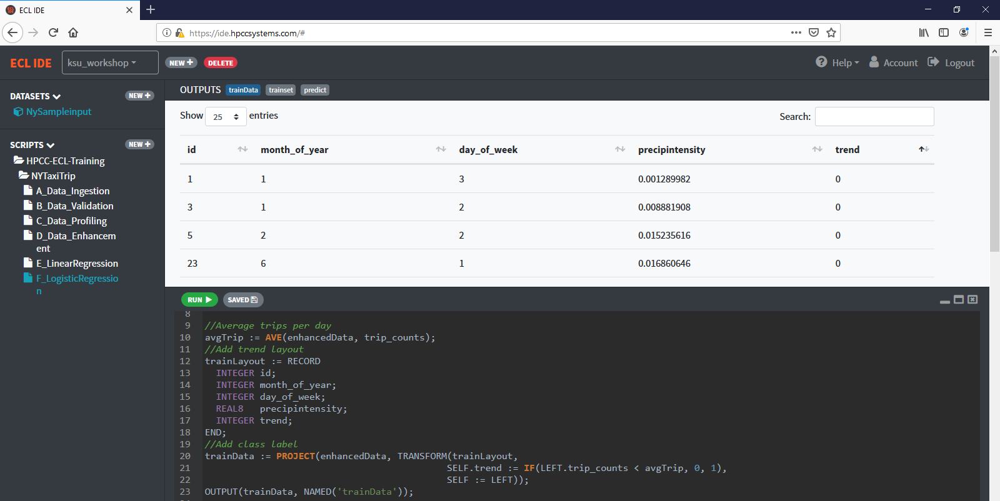 ECL IDE
https://ide.hpccsystems.com/#
ECL IDE
ksu_workshop
NEW
DELETE
Help
Account
Logout
DATASETS
NEW
NySampleinput
SCRIPTS
NEW
HPCC-ECL-Training
NYTaxiTrip
A_Data_Ingestion
B_Data_Validation
C_Data_Profiling
D_Data_Enhancem
ent
E_LinearRegression
F_LogisticRegressio
n
OUTPUTS trainData trainset predict
Show 25 entries
Search:
id month_of_year day_of_week precipintensity trend
1 1 3 0.001289982 0
3 1 2 0.008881908 0
5 2 2 0.015235616 0
23 6 1 0.016860646 0
RUN SAVED
8
9 //Average trips per day
10 avgTrip := AVE(enhancedData, trip_counts);
11 //Add trend layout
12 trainLayout := RECORD
13 INTEGER id;
14 INTEGER month_of_year;
15 INTEGER day_of_week;
16 REAL8 precipintensity;
17 INTEGER trend;
18 END;
19 //Add class label
20 trainData := PROJECT(enhancedData, TRANSFORM(trainLayout,
21 SELF.trend := IF(LEFT.trip_counts < avgTrip, 0, 1),
22 SELF := LEFT));
23 OUTPUT(trainData, NAMED('trainData'));